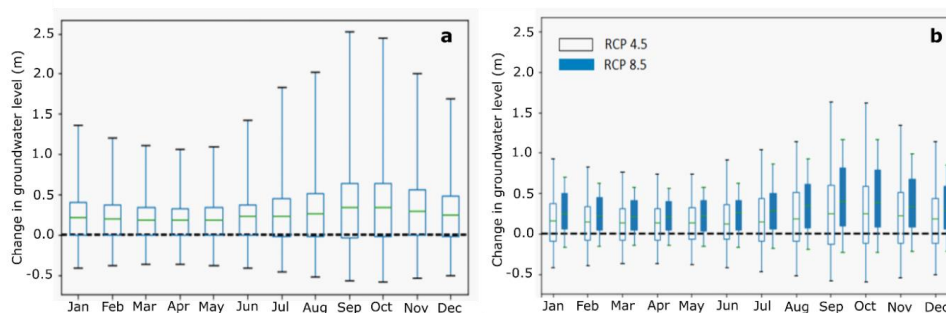 a
Change in groundwater level (m)
2.5
2.0
1.5
1.0
0.5
0.0
-0.5
Jan Feb Mar Apr May Jun Jul Aug Sep Oct Nov Dec
b
RCP 4.5
RCP 8.5
Change in groundwater level (m)
2.5
2.0
1.5
1.0
0.5
0.0
-0.5
Jan Feb Mar Apr May Jun Jul Aug Sep Oct Nov Dec